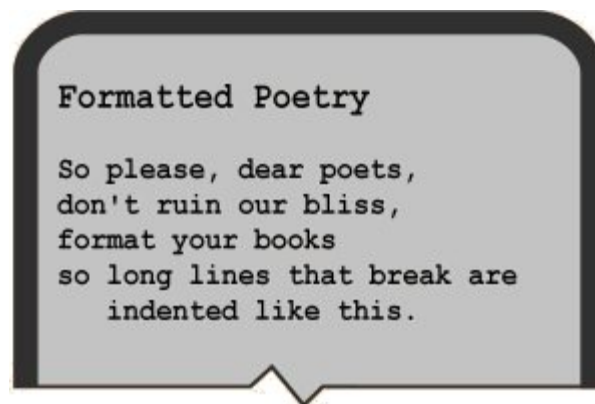 Formatted Poetry
So please, dear poets,
don't ruin our bliss,
format your books
so long lines that break are
indented like this.